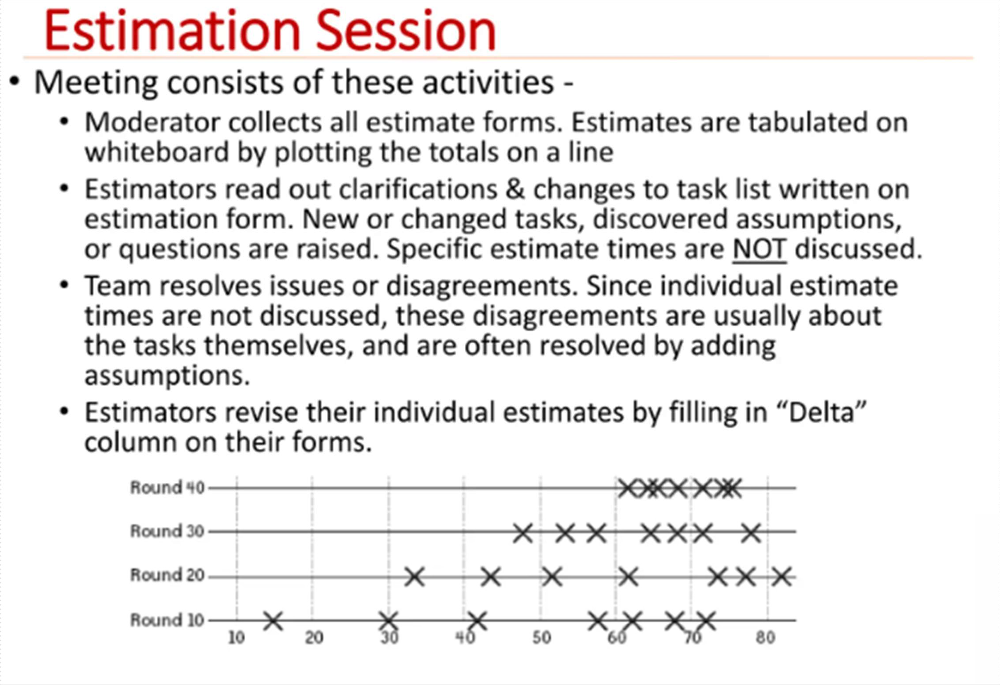 Estimation Session
• Meeting consists of these activities -
• Moderator collects all estimate forms. Estimates are tabulated on
whiteboard by plotting the totals on a line
• Estimators read out clarifications & changes to task list written on
estimation form. New or changed tasks, discovered assumptions,
or questions are raised. Specific estimate times are NOT discussed.
• Team resolves issues or disagreements. Since individual estimate
times are not discussed, these disagreements are usually about
the tasks themselves, and are often resolved by adding
assumptions.
• Estimators revise their individual estimates by filling in “Delta”
column on their forms.
Round 40
Round 30
Round 20
Round 10
10 20 30 40 50 60 70 80